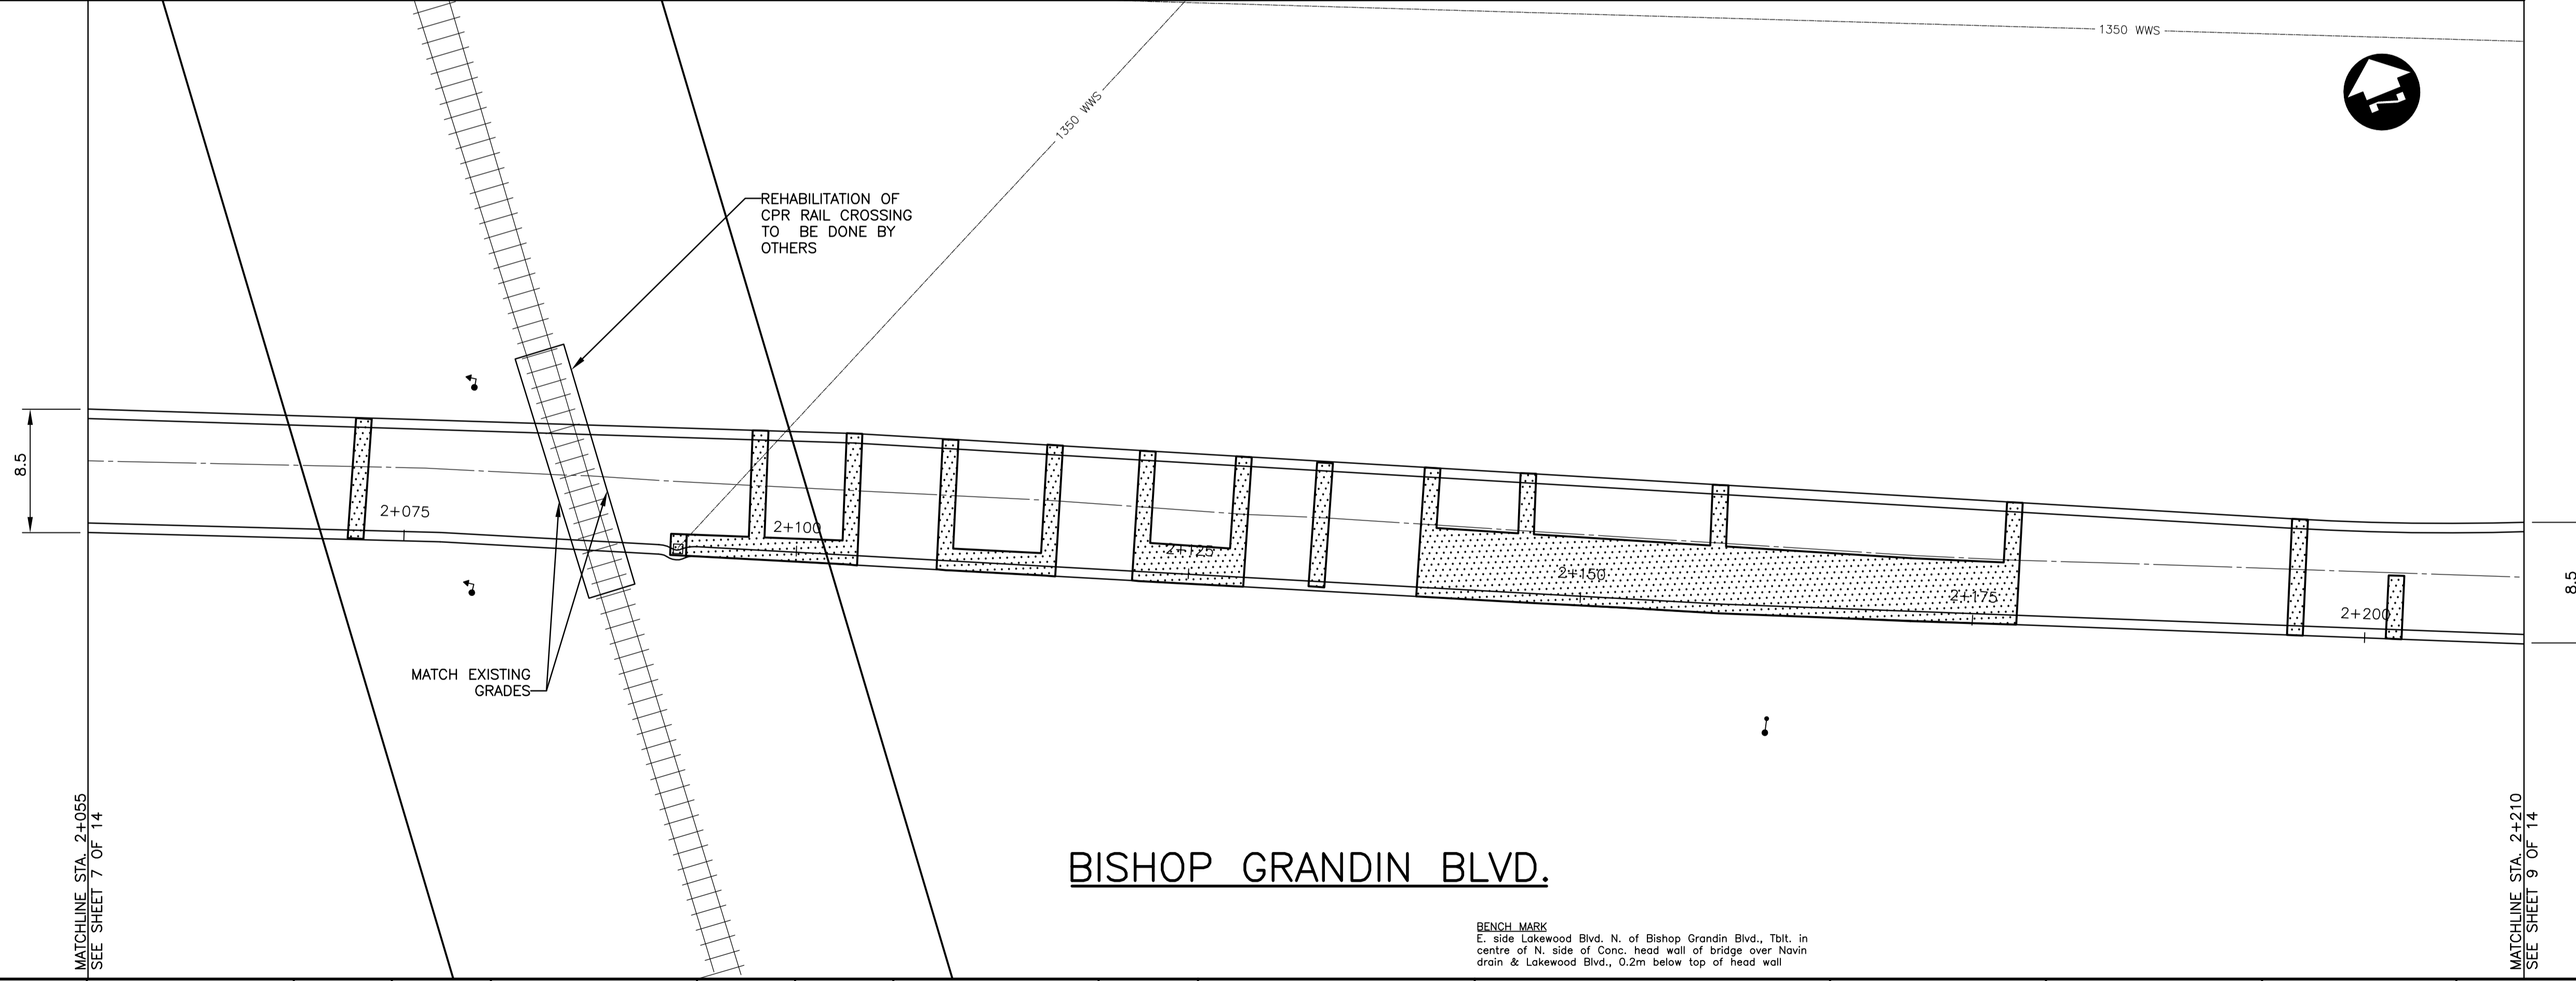 1350 WWS
1350 WWS
REHABILITATION OF
CPR RAIL CROSSING
TO BE DONE BY
OTHERS
8.5
2+075
2+100
2+125
2+150
2+175
2+200
8.5
MATCH EXISTING
GRADES
MATCHLINE STA. 2+055
SEE SHEET 7 OF 14
BISHOP GRANDIN BLVD.
BENCH MARK
E. side Lakewood Blvd. N. of Bishop Grandin Blvd., Tblt. in
centre of N. side of Conc. head wall of bridge over Navin
drain & Lakewood Blvd., 0.2m below top of head wall
MATCHLINE STA. 2+210
SEE SHEET 9 OF 14